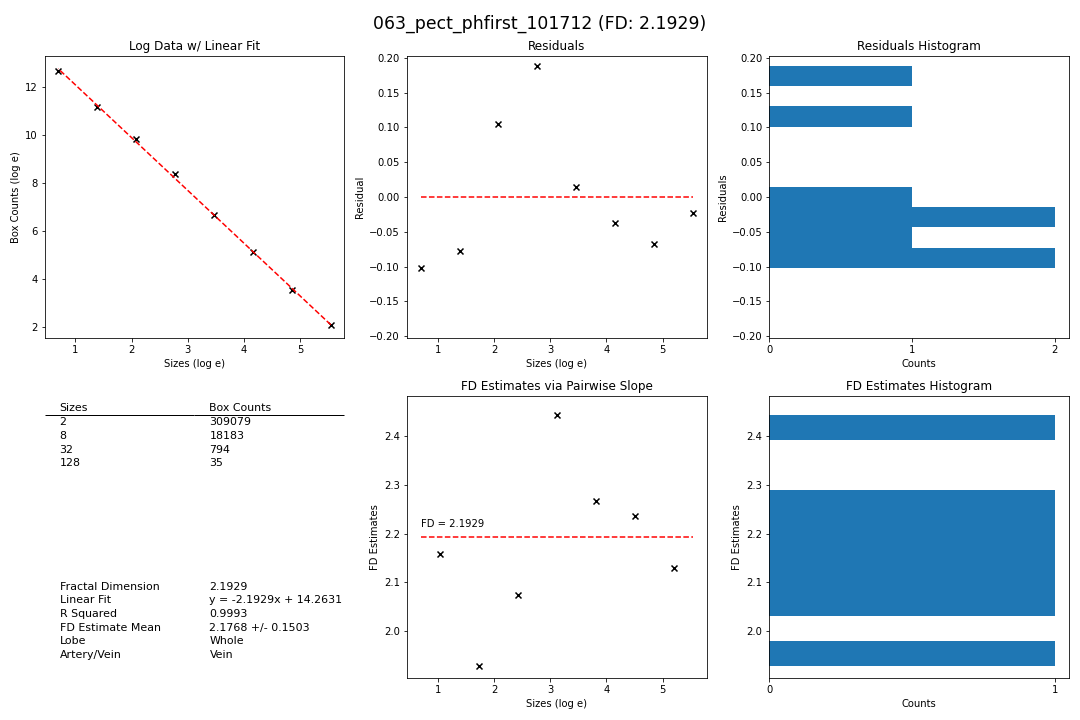 063_pect_phfirst_101712 (FD: 2.1929)
Log Data w/ Linear Fit
Box Counts (log e)
12
10
8
6
4
2
1 2 3 4 5
Sizes (log e)
Residuals
Residual
0.20
0.15
0.10
0.05
0.00
−0.05
−0.10
−0.15
−0.20
1 2 3 4 5 6
Sizes (log e)
Residuals Histogram
Residuals
0.20
0.15
0.10
0.05
0.00
−0.05
−0.10
−0.15
−0.20
0 1 2
Counts
Sizes Box Counts
2 309079
8 18183
32 794
128 35
Fractal Dimension 2.1929
Linear Fit y = -2.1929x + 14.2631
R Squared 0.9993
FD Estimate Mean 2.1768 +/- 0.1503
Lobe Whole
Artery/Vein Vein
FD Estimates via Pairwise Slope
FD Estimates
2.4
2.3
2.2
2.1
2.0
FD = 2.1929
1 2 3 4 5
Sizes (log e)
FD Estimates Histogram
FD Estimates
2.4
2.3
2.2
2.1
2.0
0 1
Counts